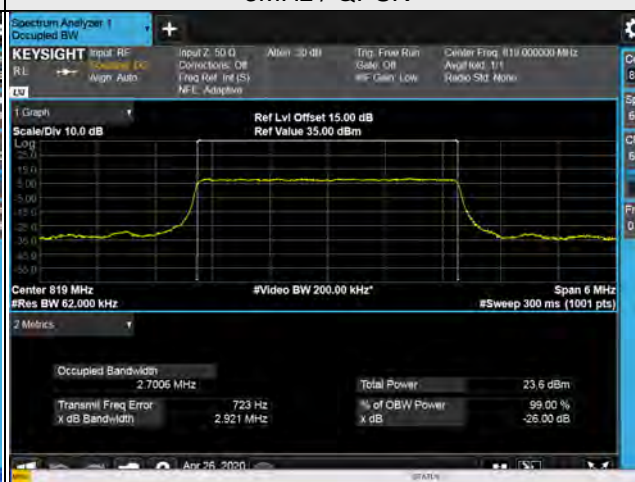 Spectrum Analyzer 1
Occupied BW
KEYSIGHT Input: RF Input Z: 50 Ω Atten: 30 dB Trig: Free Run Center Freq: 819.000000 MHz
RL Coupling: DC Corrections: Off Gate: Off Avg|Hold: 1/1
Align: Auto Freq Ref: Int (S) #IF Gain: Low Radio Std: None
NFE: Adaptive
1 Graph
Ref Lvl Offset 15.00 dB
Scale/Div 10.0 dB Ref Value 35.00 dBm
Log
25.0
15.0
5.00
-5.00
-15.0
-25.0
-35.0
-45.0
-55.0
Center 819 MHz #Video BW 200.00 kHz* Span 6 MHz
#Res BW 62.000 kHz #Sweep 300 ms (1001 pts)
2 Metrics
Occupied Bandwidth
2.7006 MHz Total Power 23.6 dBm
Transmit Freq Error 723 Hz % of OBW Power 99.00 %
x dB Bandwidth 2.921 MHz x dB -26.00 dB
Apr 26, 2020
STATUS